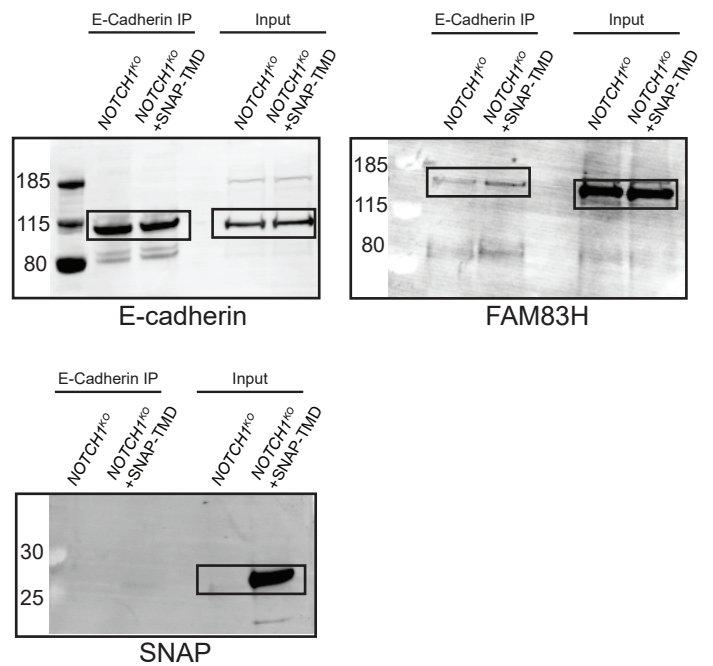 E-Cadherin IP
Input
NOTCH1ᴷᴼ
NOTCH1ᴷᴼ
+SNAP-TMD
NOTCH1ᴷᴼ
NOTCH1ᴷᴼ
+SNAP-TMD
185
115
80
E-cadherin
E-Cadherin IP
Input
NOTCH1ᴷᴼ
NOTCH1ᴷᴼ
+SNAP-TMD
NOTCH1ᴷᴼ
NOTCH1ᴷᴼ
+SNAP-TMD
185
115
80
FAM83H
E-Cadherin IP
Input
NOTCH1ᴷᴼ
NOTCH1ᴷᴼ
+SNAP-TMD
NOTCH1ᴷᴼ
NOTCH1ᴷᴼ
+SNAP-TMD
30
25
SNAP